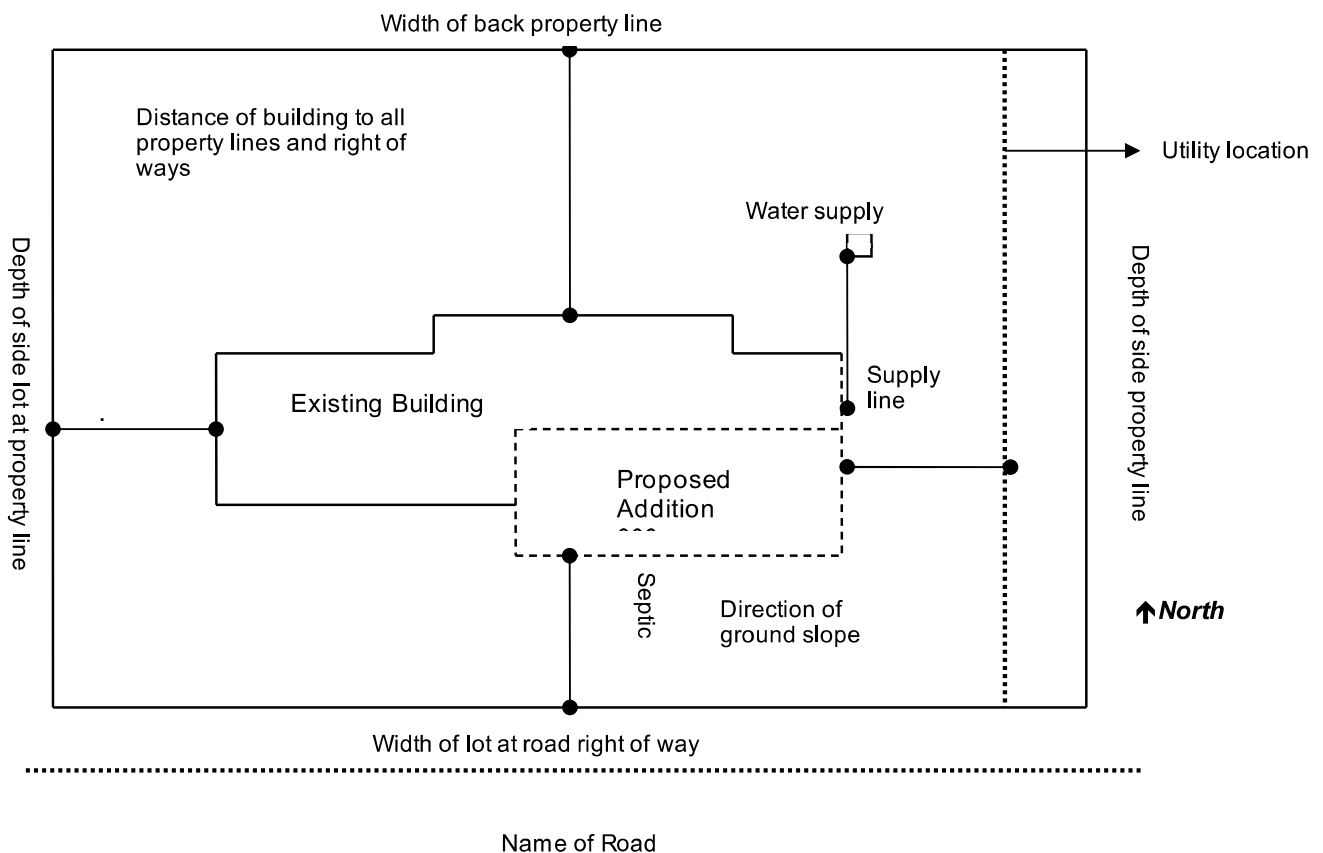 Width of back property line
Distance of building to all
property lines and right of
ways
Utility location
Water supply
Depth of side lot at property line
Depth of side property line
Supply
line
Existing Building
Proposed
Addition
Septic
Direction of
ground slope
North
Width of lot at road right of way
Name of Road